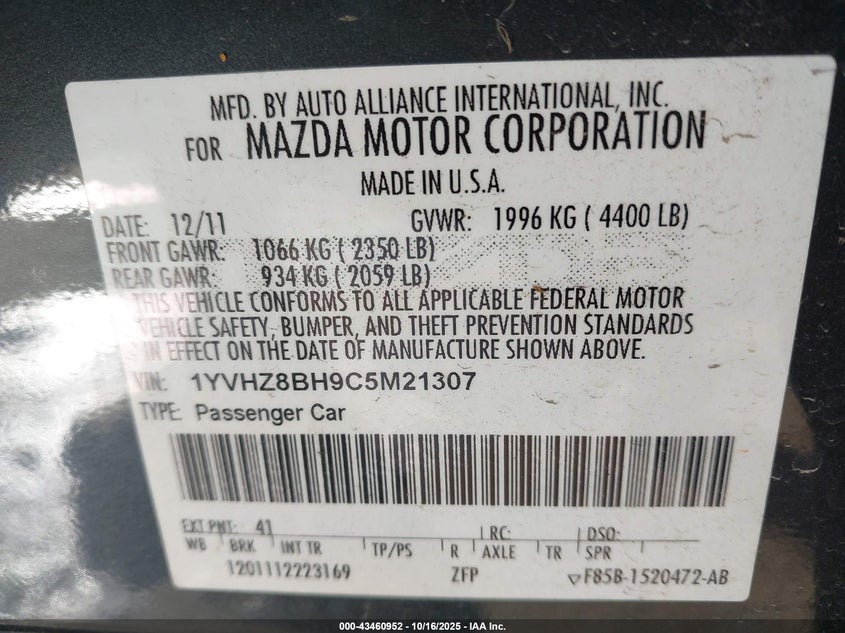 MFD. BY AUTO ALLIANCE INTERNATIONAL, INC.
FOR MAZDA MOTOR CORPORATION
MADE IN U.S.A.
DATE: 12/11 GVWR: 1996 KG ( 4400 LB)
FRONT GAWR: 1066 KG ( 2350 LB)
REAR GAWR: 934 KG ( 2059 LB)
THIS VEHICLE CONFORMS TO ALL APPLICABLE FEDERAL MOTOR
VEHICLE SAFETY, BUMPER, AND THEFT PREVENTION STANDARDS
IN EFFECT ON THE DATE OF MANUFACTURE SHOWN ABOVE.
VIN: 1YVHZ8BH9C5M21307
TYPE: Passenger Car
EXT PNT: 41 RC: DSO:
WB BRK INT TR TP/PS R AXLE TR SPR
1201112223169 ZFP ▽F85B-1520472-AB
000-43460952 - 10/16/2025 - IAA Inc.